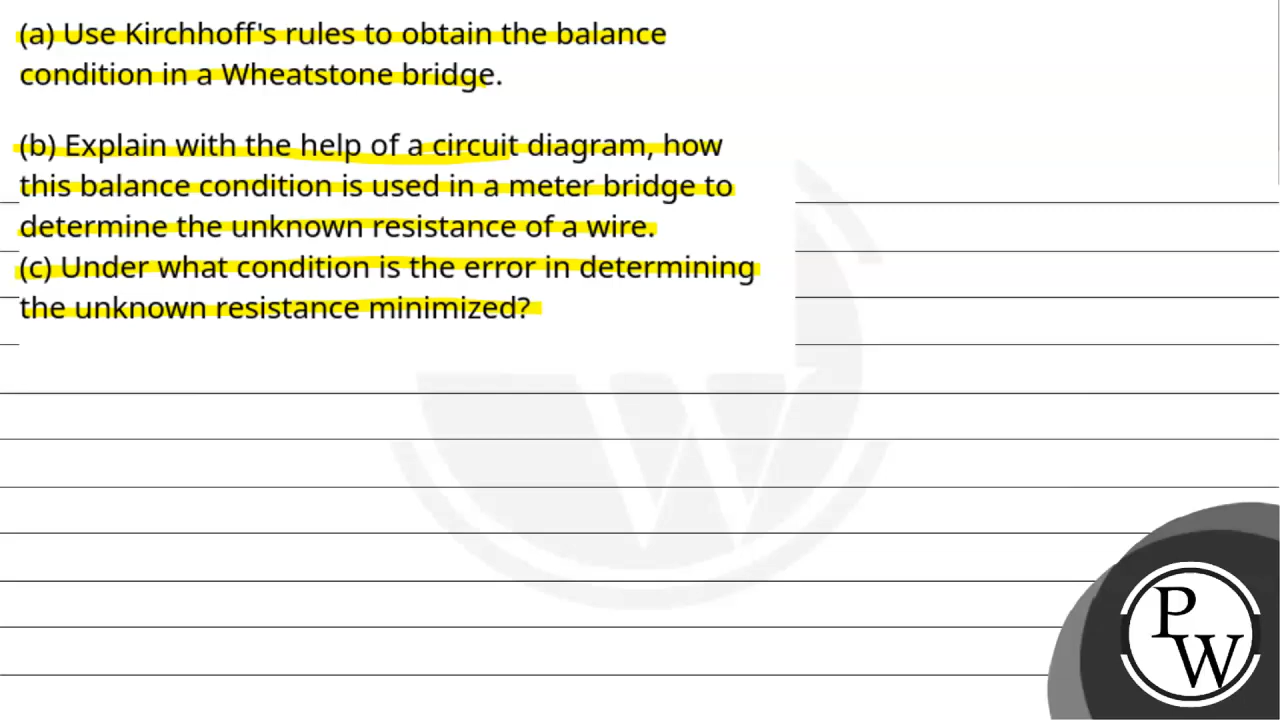 (a) Use Kirchhoff's rules to obtain the balance
condition in a Wheatstone bridge.
(b) Explain with the help of a circuit diagram, how
this balance condition is used in a meter bridge to
determine the unknown resistance of a wire.
(c) Under what condition is the error in determining
the unknown resistance minimized?
PW